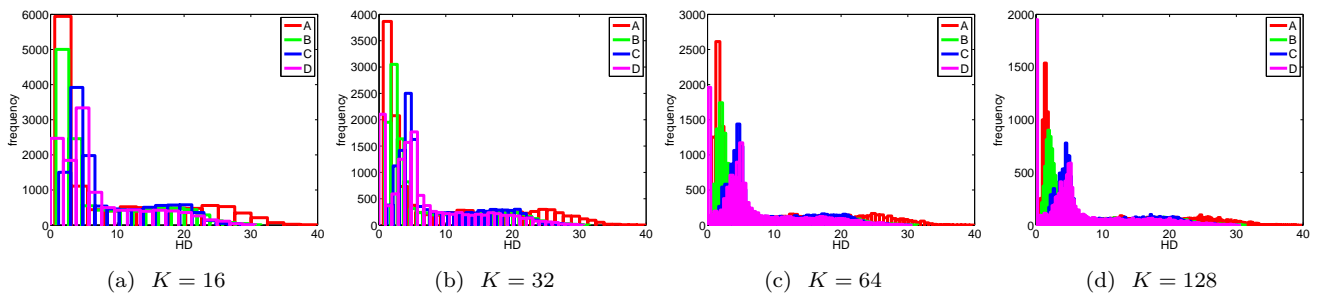 6000
5000
4000
3000
2000
1000
0
frequency
0 10 20 30 40
HD
A
B
C
D
(a) K = 16
4000
3500
3000
2500
2000
1500
1000
500
0
frequency
0 10 20 30 40
HD
A
B
C
D
(b) K = 32
3000
2500
2000
1500
1000
500
0
frequency
0 10 20 30 40
HD
A
B
C
D
(c) K = 64
2000
1500
1000
500
0
frequency
0 10 20 30 40
HD
A
B
C
D
(d) K = 128